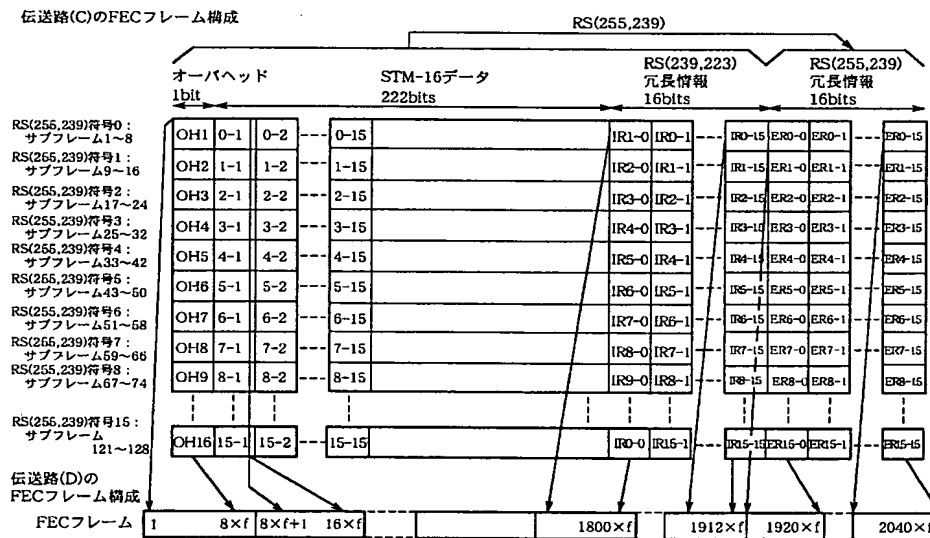 伝送路(C)のFECフレーム構成
RS(255,239)
オーバヘッド
1bit
STM-16データ
222bits
RS(239,223)
冗長情報
16bits
RS(255,239)
冗長情報
16bits
RS(255,239)符号0:
サブフレーム1~8
OH1 0-1 0-2 0-15 IR1-0 IR0-1 IR0-15 ER0-0 ER0-1 ER0-15
RS(255,239)符号1:
サブフレーム9~16
OH2 1-1 1-2 1-15 IR2-0 IR1-1 IR1-15 ER1-0 ER1-1 ER1-15
RS(255,239)符号2:
サブフレーム17~24
OH3 2-1 2-2 2-15 IR3-0 IR2-1 IR2-15 ER2-0 ER2-1 ER2-15
RS(255,239)符号3:
サブフレーム25~32
OH4 3-1 3-2 3-15 IR4-0 IR3-1 IR3-15 ER3-0 ER3-1 ER3-15
RS(255,239)符号4:
サブフレーム33~42
OH5 4-1 4-2 4-15 IR5-0 IR4-1 IR4-15 ER4-0 ER4-1 ER4-15
RS(255,239)符号5:
サブフレーム43~50
OH6 5-1 5-2 5-15 IR6-0 IR5-1 IR5-15 ER5-0 ER5-1 ER5-15
RS(255,239)符号6:
サブフレーム51~58
OH7 6-1 6-2 6-15 IR7-0 IR6-1 IR6-15 ER6-0 ER6-1 ER6-15
RS(255,239)符号7:
サブフレーム59~66
OH8 7-1 7-2 7-15 IR8-0 IR7-1 IR7-15 ER7-0 ER7-1 ER7-15
RS(255,239)符号8:
サブフレーム67~74
OH9 8-1 8-2 8-15 IR9-0 IR8-1 IR8-15 ER8-0 ER8-1 ER8-15
RS(255,239)符号15:
サブフレーム
121~128
OH16 15-1 15-2 15-15 IR0-0 IR15-1 IR15-15 ER15-0 ER15-1 ER15-15
伝送路(D)の
FECフレーム構成
FECフレーム 1 8×f 8×f+1 16×f 1800×f 1912×f 1920×f 2040×f